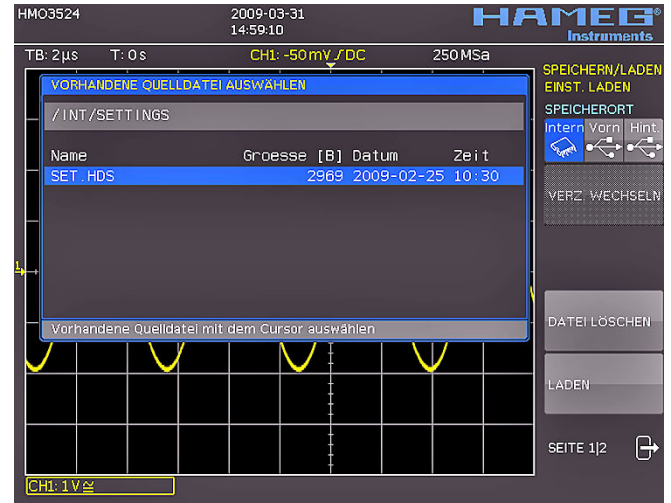 HMO3524
2009-03-31
14:59:10
HAMEG®
Instruments
TB: 2µs T: 0s CH1: -50mV DC 250MSa
SPEICHERN/LADEN
EINST. LADEN
SPEICHERORT
Intern Vorn Hint.
VERZ. WECHSELN
VORHANDENE QUELLDATEI AUSWÄHLEN
/INT/SETTINGS
Name Groesse [B] Datum Zeit
SET.HDS 2969 2009-02-25 10:30
Vorhandene Quelldatei mit dem Cursor auswählen
1
DATEI LÖSCHEN
LADEN
SEITE 1|2
CH1: 1V≅